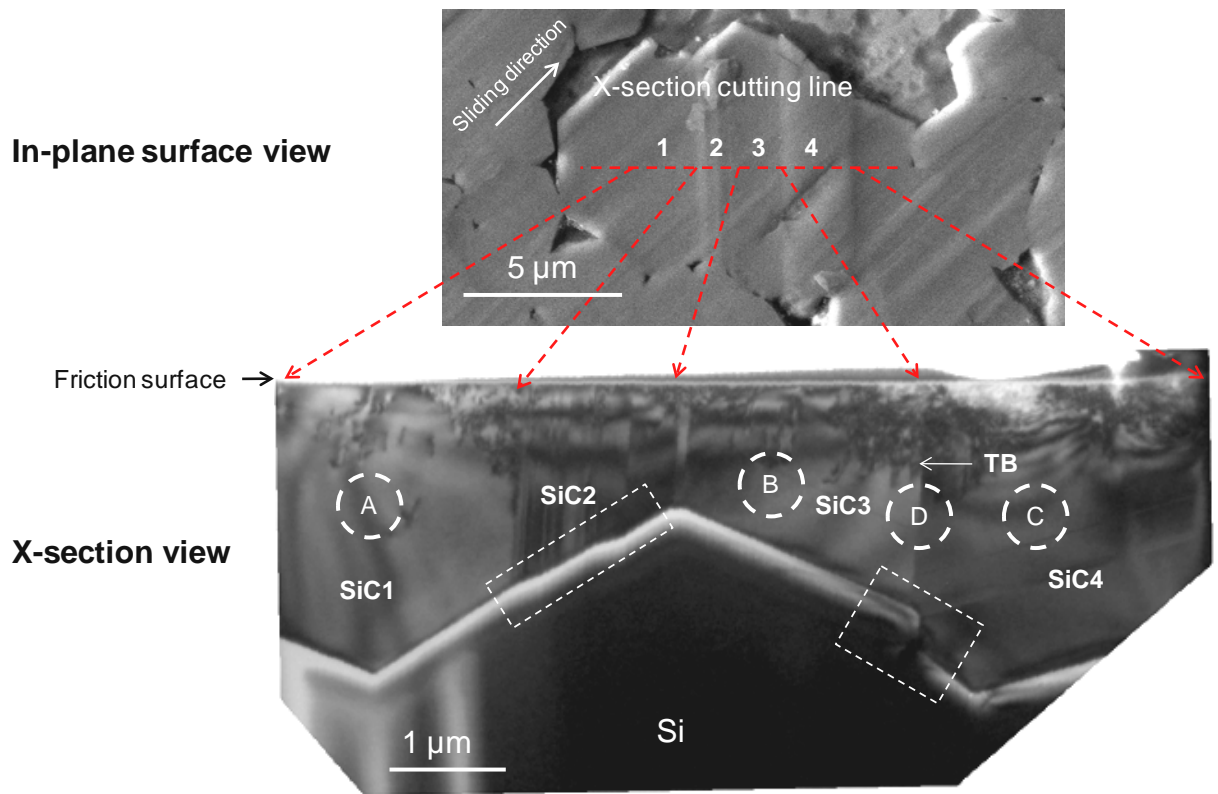 Sliding direction
X-section cutting line
In-plane surface view
1 2 3 4
5 µm
Friction surface
TB
A
SiC2
B
SiC3
D
C
X-section view
SiC1
SiC4
Si
1 µm